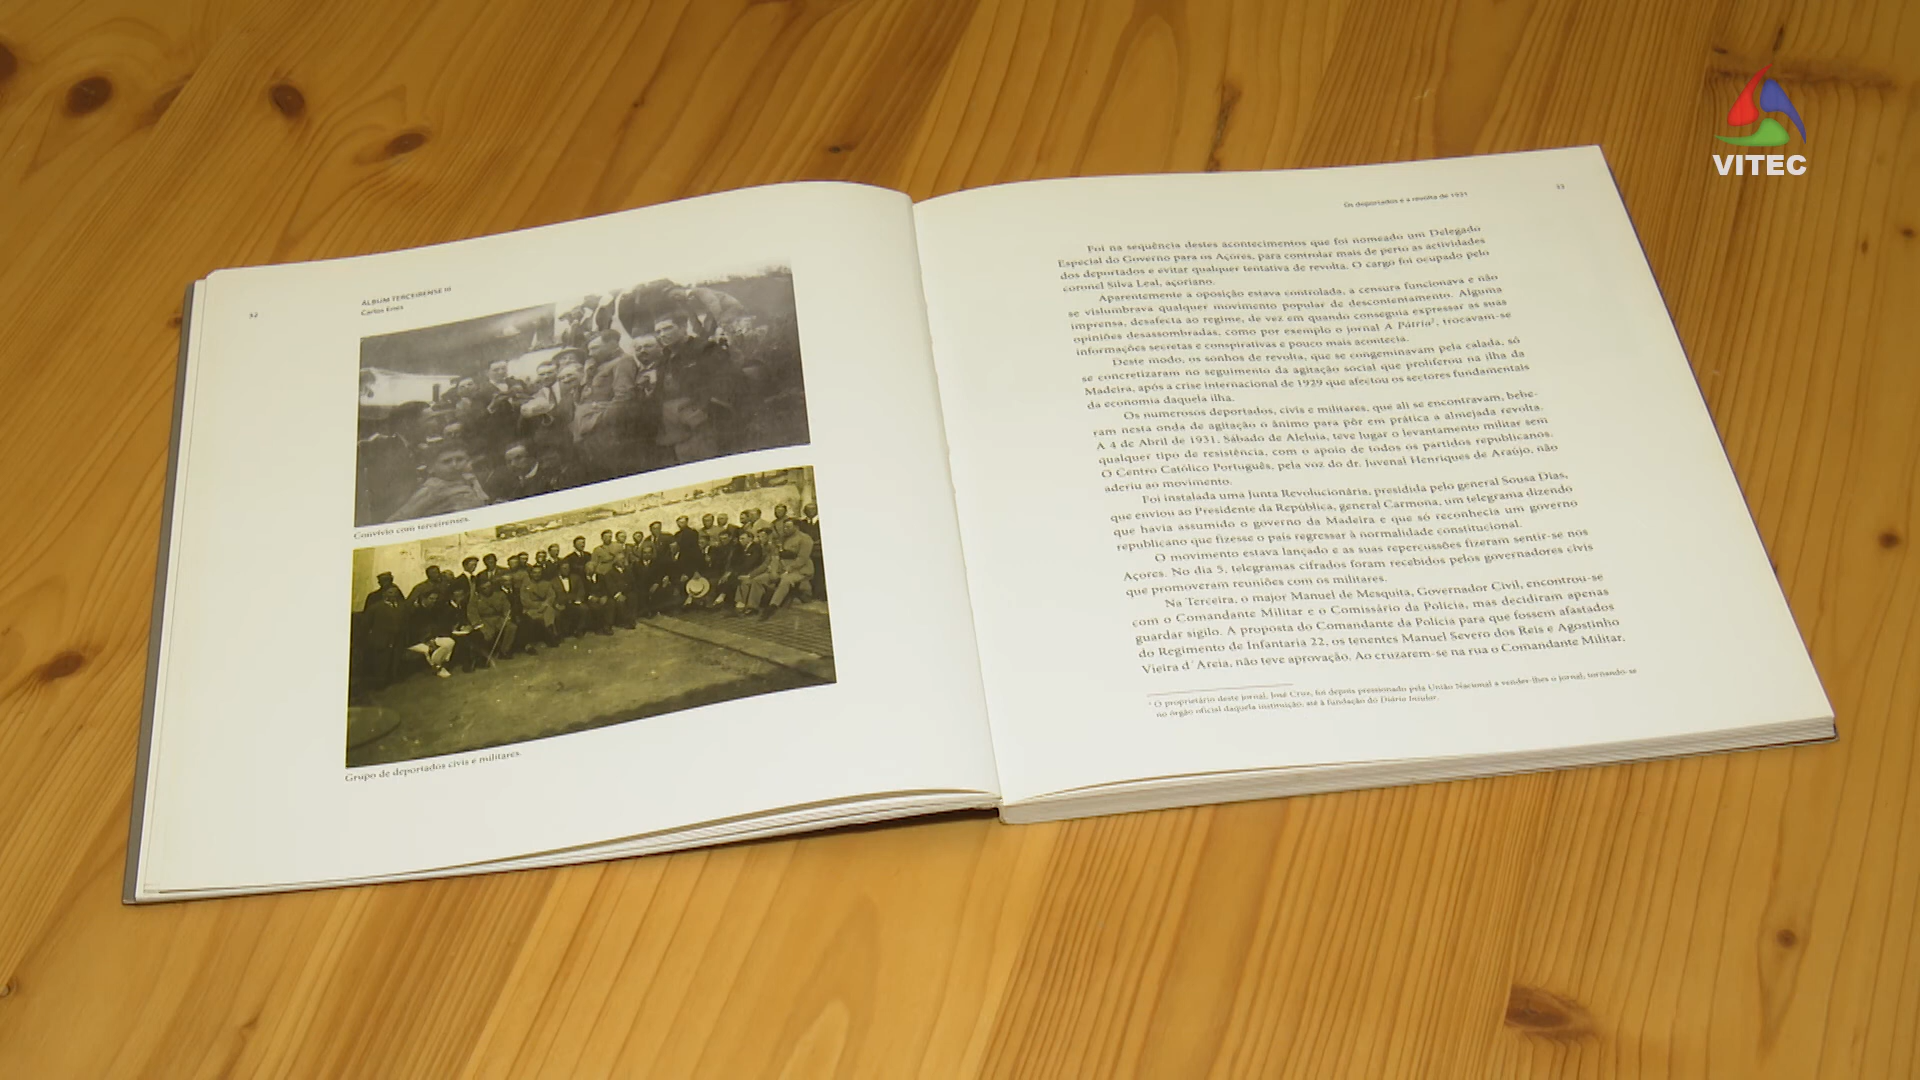 VITEC
52
ÁLBUM TERCEIRENSE III
Carlos Enes
Convívio com terceirenses.
Grupo de deportados civis e militares.
Os deportados e a revolta de 1931
53
Foi na sequência destes acontecimentos que foi nomeado um Delegado
Especial do Governo para os Açores, para controlar mais de perto as actividades
dos deportados e evitar qualquer tentativa de revolta. O cargo foi ocupado pelo
coronel Silva Leal, açoriano.
Aparentemente a oposição estava controlada, a censura funcionava e não
se vislumbrava qualquer movimento popular de descontentamento. Alguma
imprensa, desafecta ao regime, de vez em quando conseguia expressar as suas
opiniões desassombradas, como por exemplo o jornal A Pátria², trocavam-se
informações secretas e conspirativas e pouco mais acontecia.
Deste modo, os sonhos de revolta, que se congeminavam pela calada, só
se concretizaram no seguimento da agitação social que proliferou na ilha da
Madeira, após a crise internacional de 1929 que afectou os sectores fundamentais
da economia daquela ilha.
Os numerosos deportados, civis e militares, que ali se encontravam, bebe-
ram nesta onda de agitação o ânimo para pôr em prática a almejada revolta.
A 4 de Abril de 1931, Sábado de Aleluia, teve lugar o levantamento militar sem
qualquer tipo de resistência, com o apoio de todos os partidos republicanos.
O Centro Católico Português, pela voz do dr. Juvenal Henriques de Araújo, não
aderiu ao movimento.
Foi instalada uma Junta Revolucionária, presidida pelo general Sousa Dias,
que enviou ao Presidente da República, general Carmona, um telegrama dizendo
que havia assumido o governo da Madeira e que só reconhecia um governo
republicano que fizesse o país regressar à normalidade constitucional.
O movimento estava lançado e as suas repercussões fizeram sentir-se nos
Açores. No dia 5, telegramas cifrados foram recebidos pelos governadores civis
que promoveram reuniões com os militares.
Na Terceira, o major Manuel de Mesquita, Governador Civil, encontrou-se
com o Comandante Militar e o Comissário da Polícia, mas decidiram apenas
guardar sigilo. A proposta do Comandante da Polícia para que fossem afastados
do Regimento de Infantaria 22, os tenentes Manuel Severo dos Reis e Agostinho
Vieira d'Areia, não teve aprovação. Ao cruzarem-se na rua o Comandante Militar,
² O proprietário deste jornal, José Cruz, foi depois pressionado pela União Nacional a vender-lhes o jornal, tornando-se
no órgão oficial daquela instituição, até à fundação do Diário Insular.